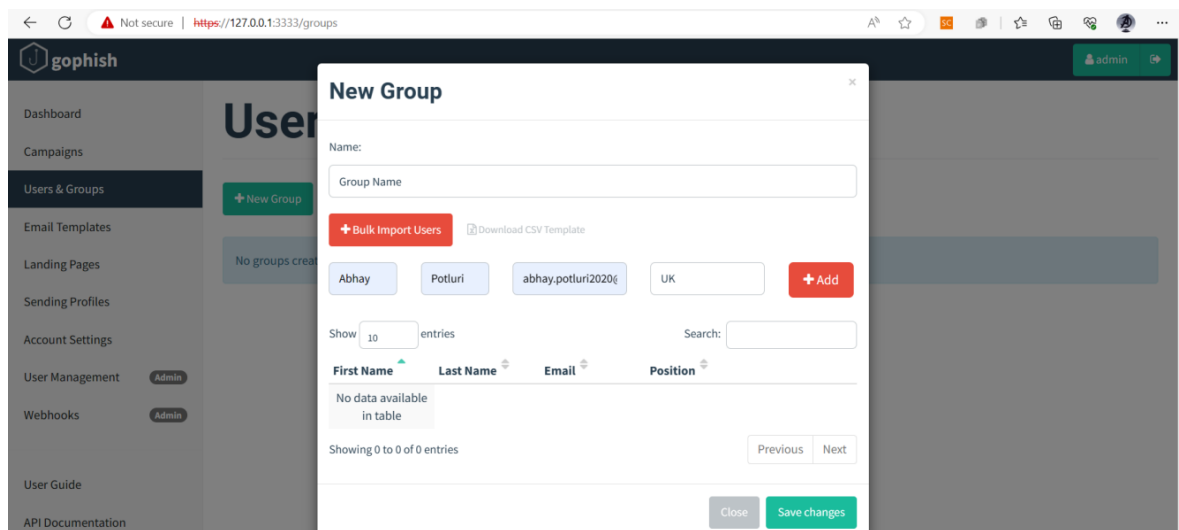 Not secure | https://127.0.0.1:3333/groups
gophish
admin
Dashboard
Campaigns
Users & Groups
Email Templates
Landing Pages
Sending Profiles
Account Settings
User Management Admin
Webhooks Admin
User Guide
API Documentation
User
+ New Group
No groups creat
New Group
×
Name:
Group Name
+ Bulk Import Users Download CSV Template
Abhay Potluri abhay.potluri2020@ UK + Add
Show 10 entries Search:
First Name Last Name Email Position
No data available
in table
Showing 0 to 0 of 0 entries
Previous Next
Close Save changes